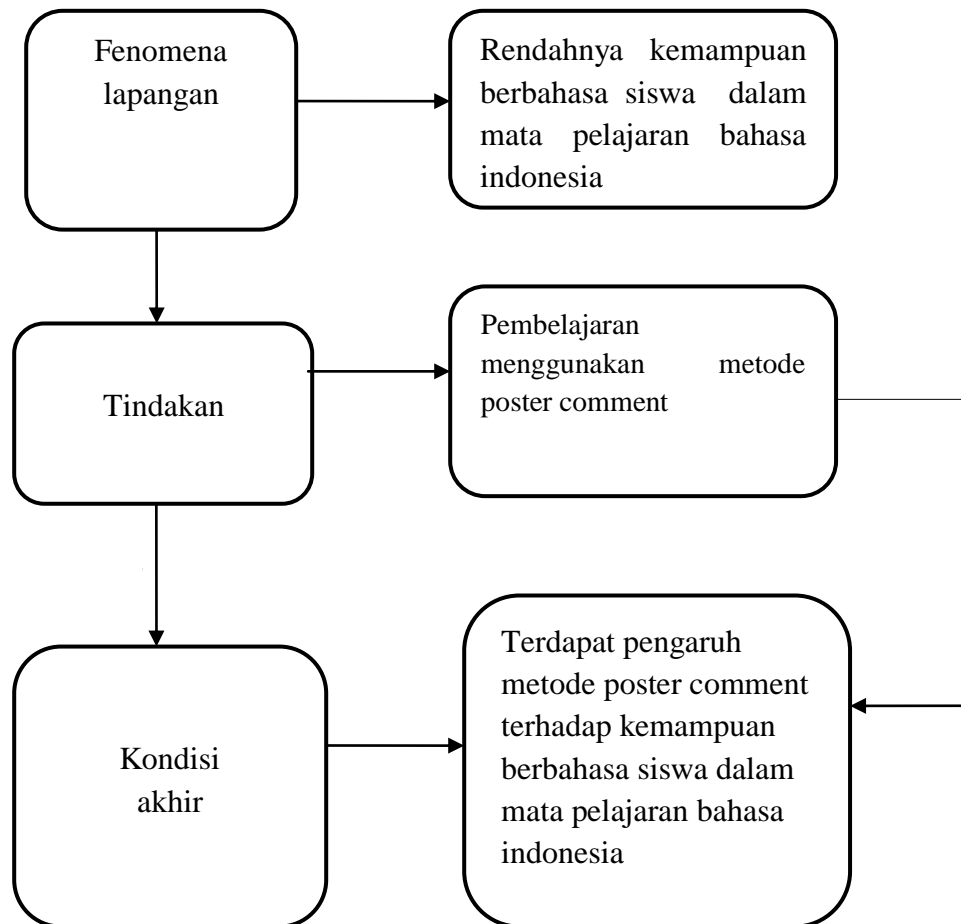 Fenomena
lapangan
Rendahnya kemampuan
berbahasa siswa dalam
mata pelajaran bahasa
indonesia
Tindakan
Pembelajaran
menggunakan metode
poster comment
Kondisi
akhir
Terdapat pengaruh
metode poster comment
terhadap kemampuan
berbahasa siswa dalam
mata pelajaran bahasa
indonesia